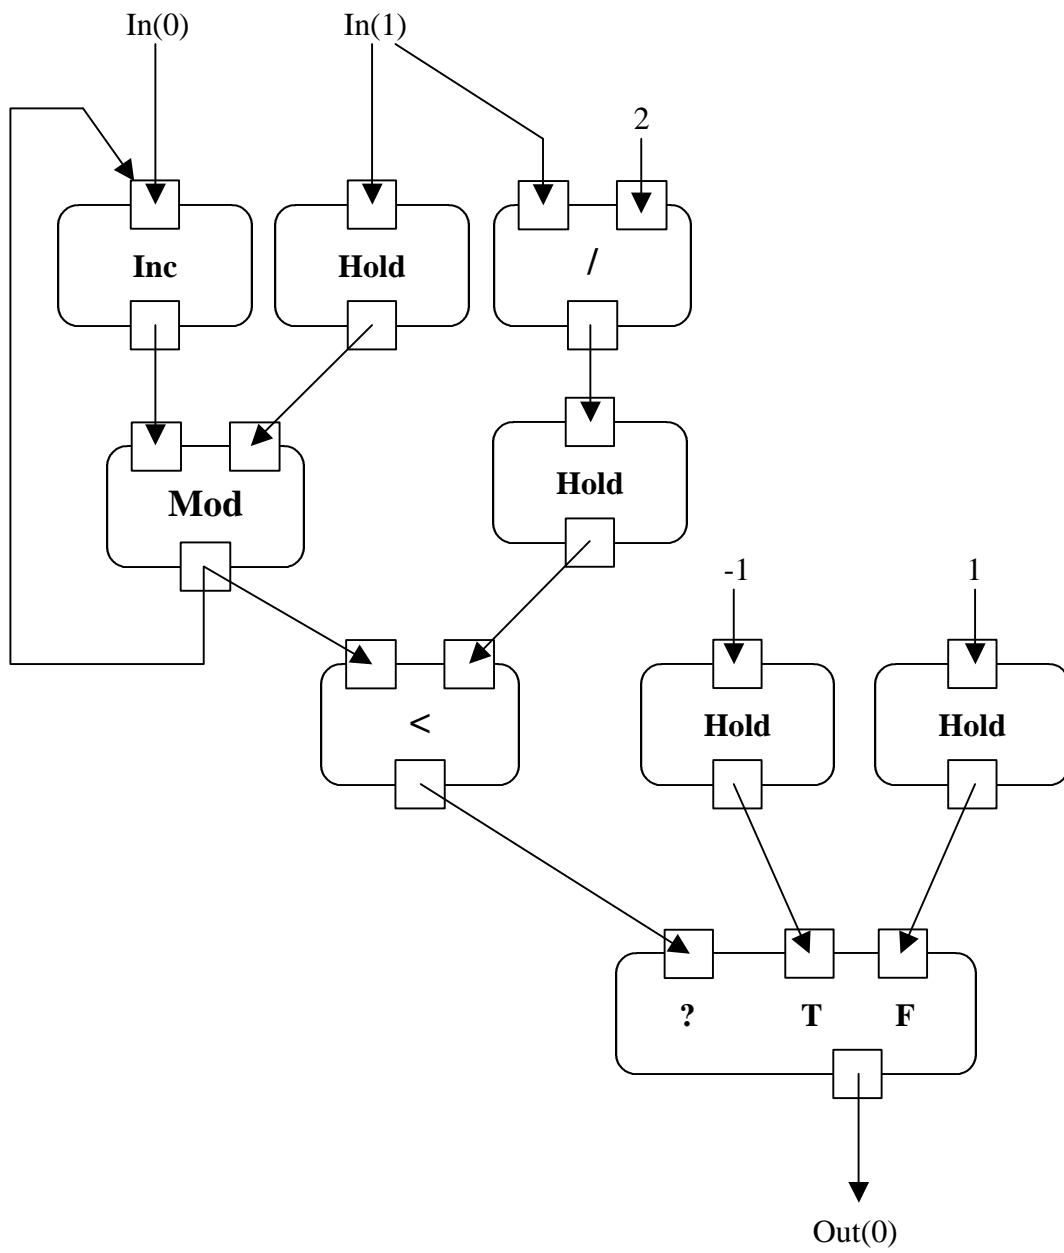 In(0) In(1)
2
Inc Hold /
Mod Hold
-1 1
< Hold Hold
? T F
Out(0)